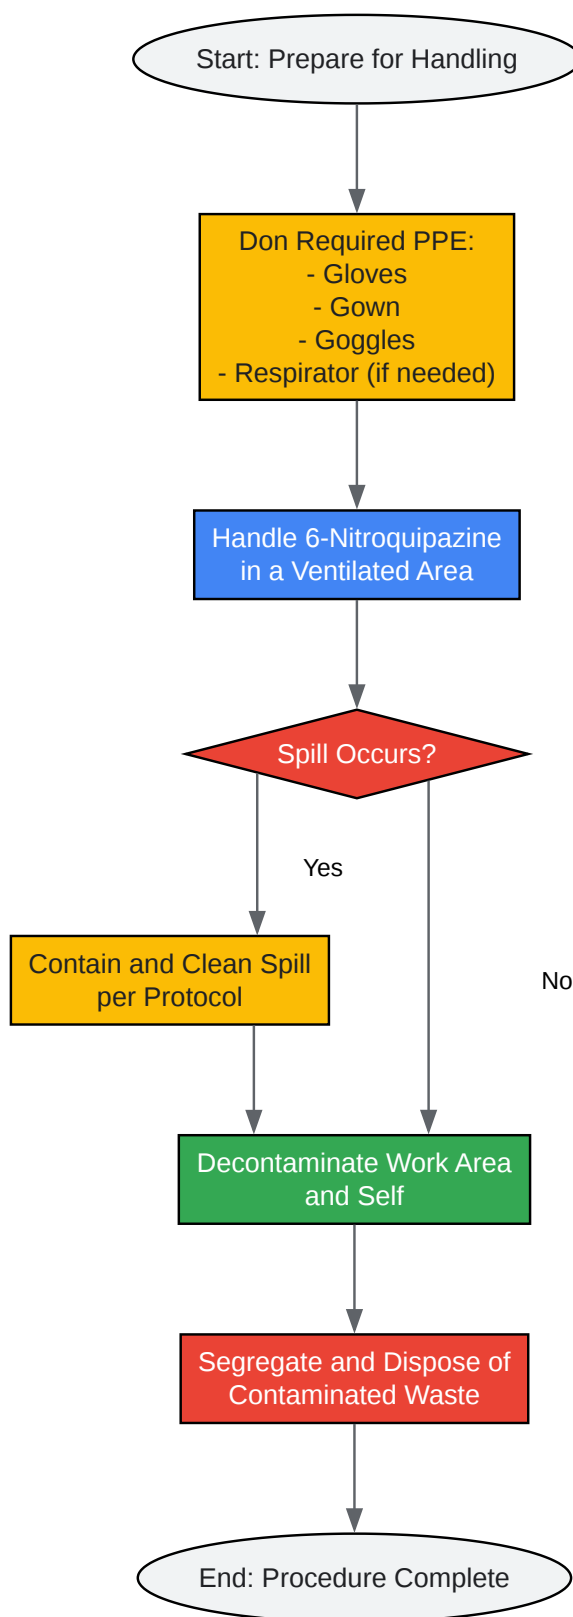 Start: Prepare for Handling
Don Required PPE:
- Gloves
- Gown
- Goggles
- Respirator (if needed)
Handle 6-Nitroquipazine
in a Ventilated Area
Spill Occurs?
Yes
Contain and Clean Spill
per Protocol
No
Decontaminate Work Area
and Self
Segregate and Dispose of
Contaminated Waste
End: Procedure Complete